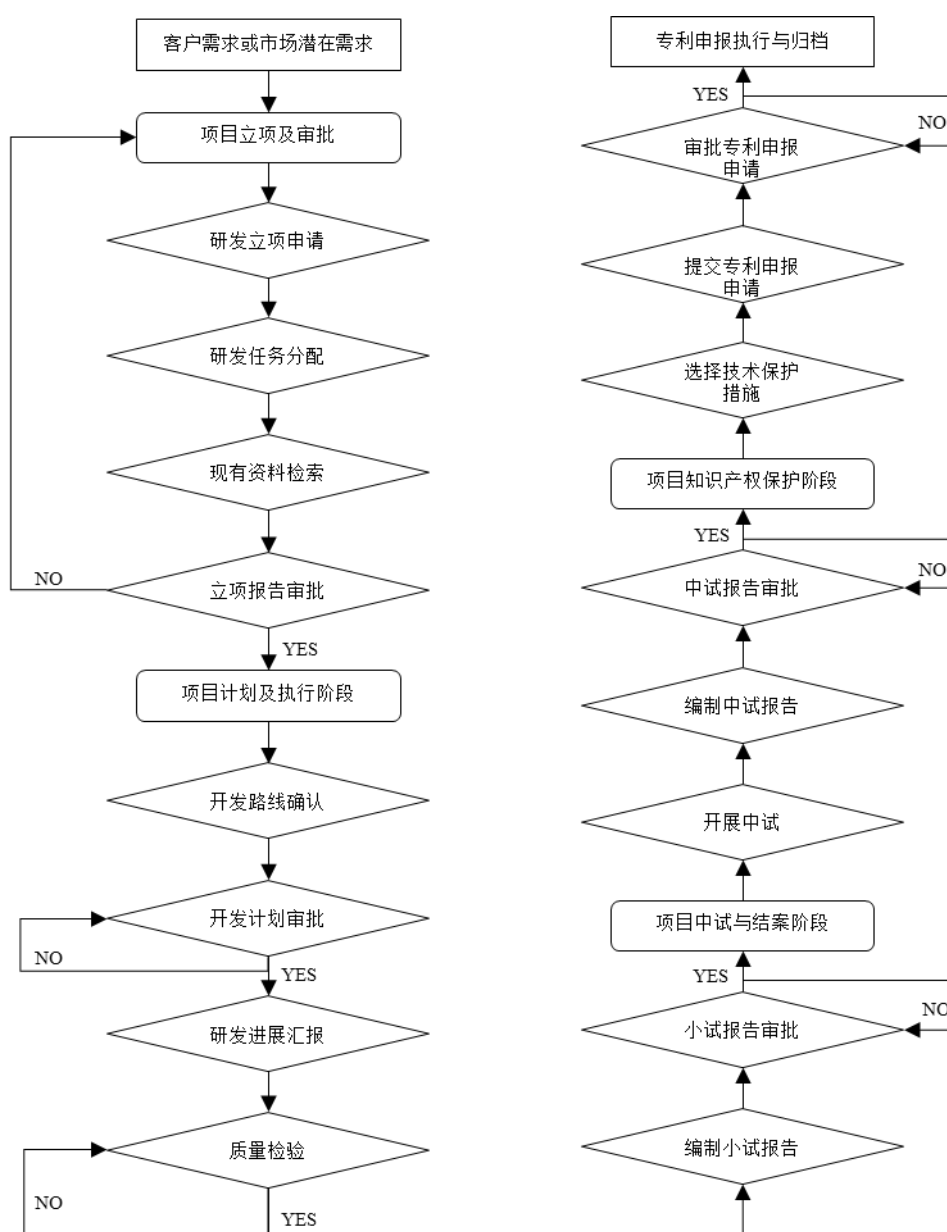 客户需求或市场潜在需求
项目立项及审批
研发立项申请
研发任务分配
现有资料检索
NO
立项报告审批
YES
项目计划及执行阶段
开发路线确认
开发计划审批
NO
YES
研发进展汇报
质量检验
NO
YES
专利申报执行与归档
YES
NO
审批专利申报
申请
提交专利申报
申请
选择技术保护
措施
项目知识产权保护阶段
YES
NO
中试报告审批
编制中试报告
开展中试
项目中试与结案阶段
YES
NO
小试报告审批
编制小试报告